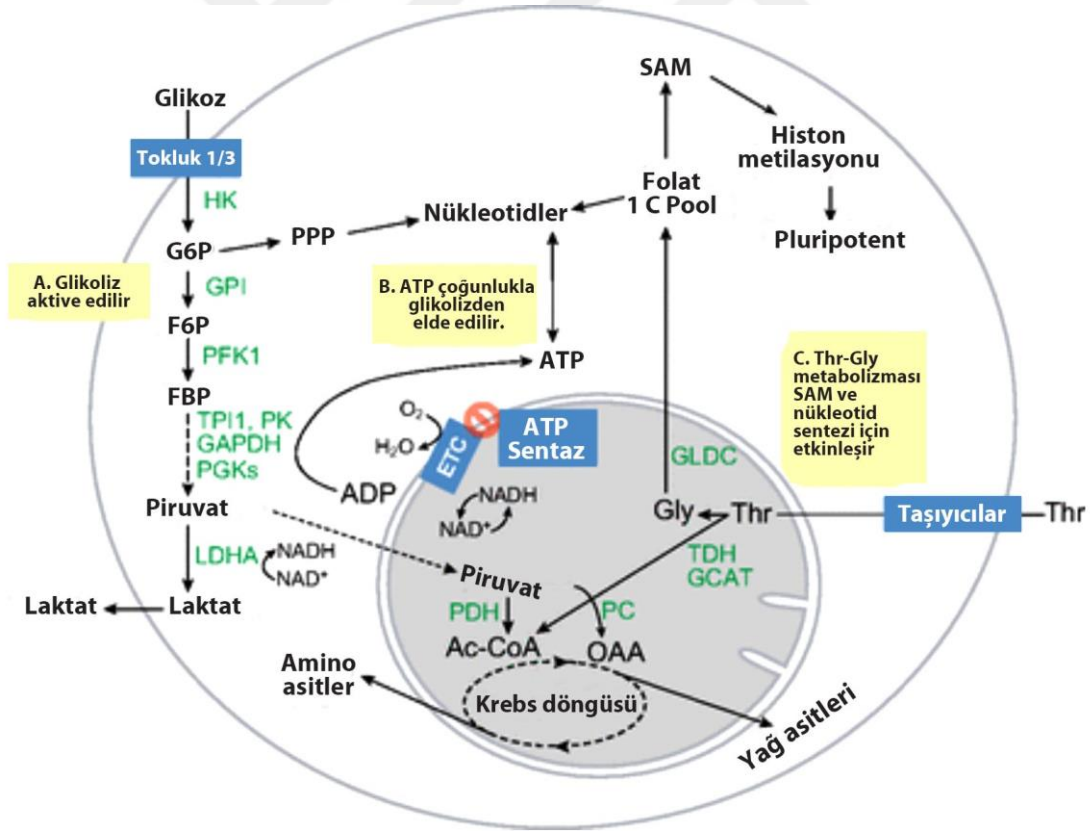 SAM
Glikoz
Histon
metilasyonu
Tokluk 1/3
Folat
1 C Pool
HK
Nükleotidler
PPP
G6P
Pluripotent
A. Glikoliz
aktive edilir
GPI
B. ATP çoğunlukla
glikolizden
elde edilir.
F6P
PFK1
ATP
C. Thr-Gly
metabolizması
SAM ve
nükleotid
sentezi için
etkinleşir
FBP
TPI1, PK
GAPDH
PGKs
O₂
H₂O
ETC
ATP
Sentaz
GLDC
ADP
NADH
NAD⁺
Piruvat
Gly
Thr
Taşıyıcılar
Thr
LDHA
NADH
NAD⁺
TDH
GCAT
Piruvat
Laktat
Laktat
PDH
PC
Ac-CoA
OAA
Amino
asitler
Krebs döngüsü
Yağ asitleri